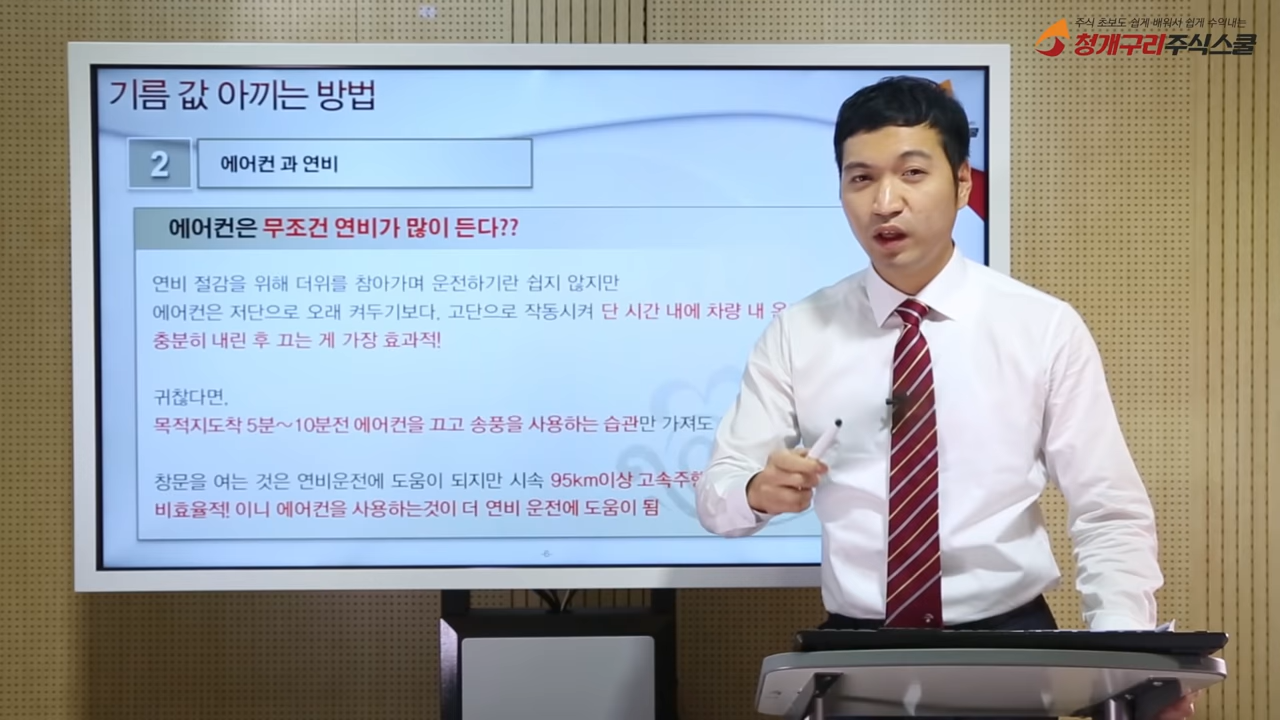 주식 초보도 쉽게 배워서 쉽게 수익내는
청개구리주식스쿨
기름 값 아끼는 방법
2
에어컨 과 연비
에어컨은 무조건 연비가 많이 든다??
연비 절감을 위해 더위를 참아가며 운전하기란 쉽지 않지만
에어컨은 저단으로 오래 켜두기보다, 고단으로 작동시켜 단 시간 내에 차량 내
충분히 내린 후 끄는 게 가장 효과적!
귀찮다면,
목적지도착 5분~10분전 에어컨을 끄고 송풍을 사용하는 습관만 가져도
창문을 여는 것은 연비운전에 도움이 되지만 시속 95km이상 고속주행
비효율적! 이니 에어컨을 사용하는것이 더 연비 운전에 도움이 됨
-6-